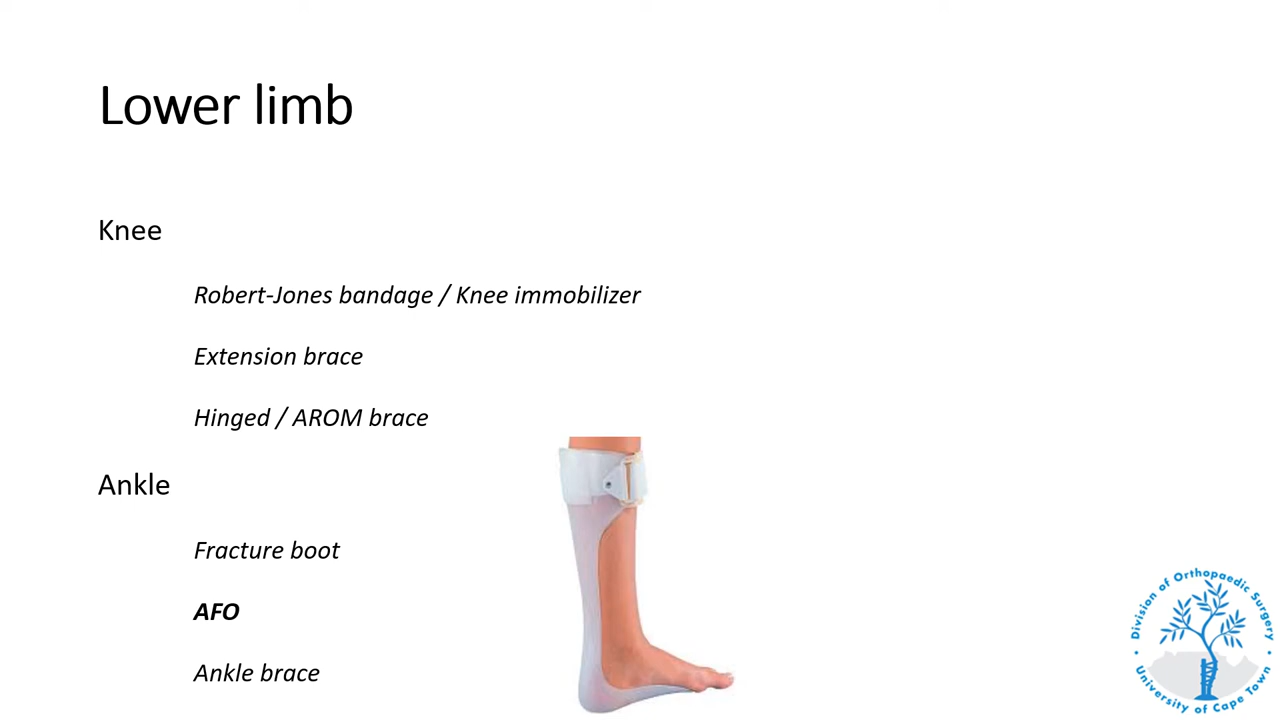 Lower limb
Knee
Robert-Jones bandage / Knee immobilizer
Extension brace
Hinged / AROM brace
Ankle
Fracture boot
AFO
Ankle brace
Division of Orthopaedic Surgery
University of Cape Town